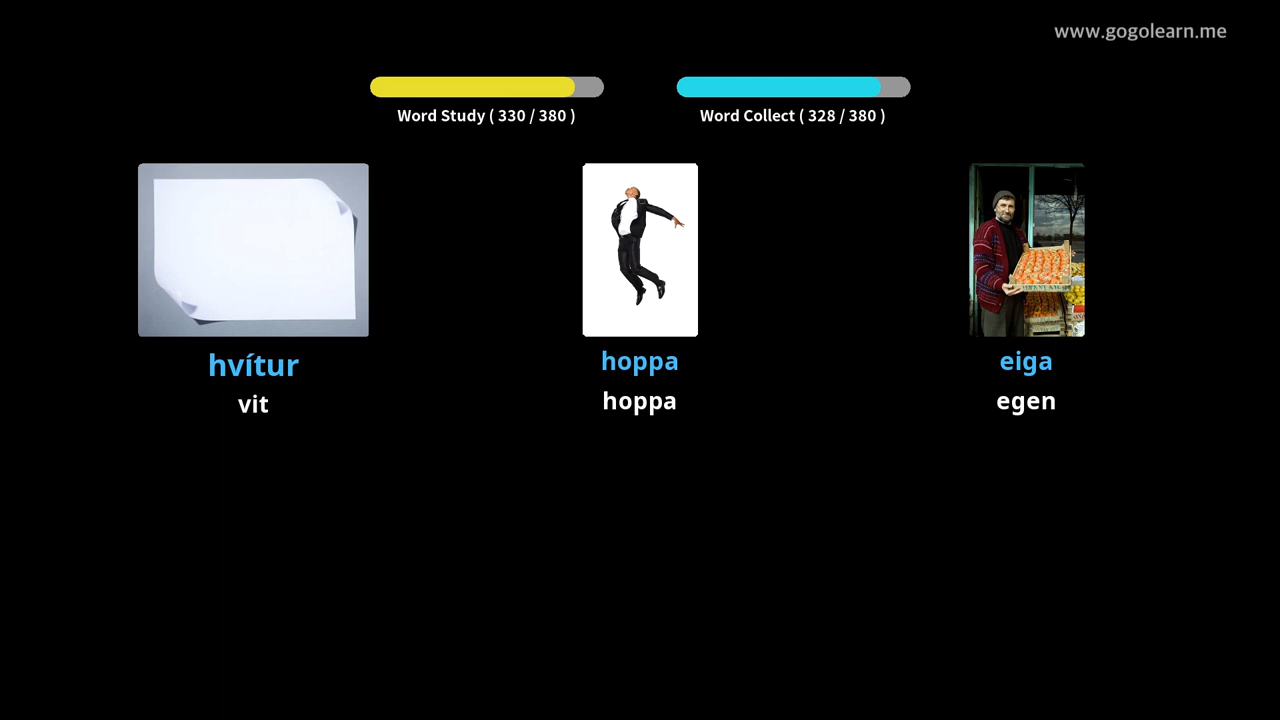 www.gogolearn.me
Word Study ( 330 / 380 )
Word Collect ( 328 / 380 )
hvítur
vit
hoppa
hoppa
eiga
egen